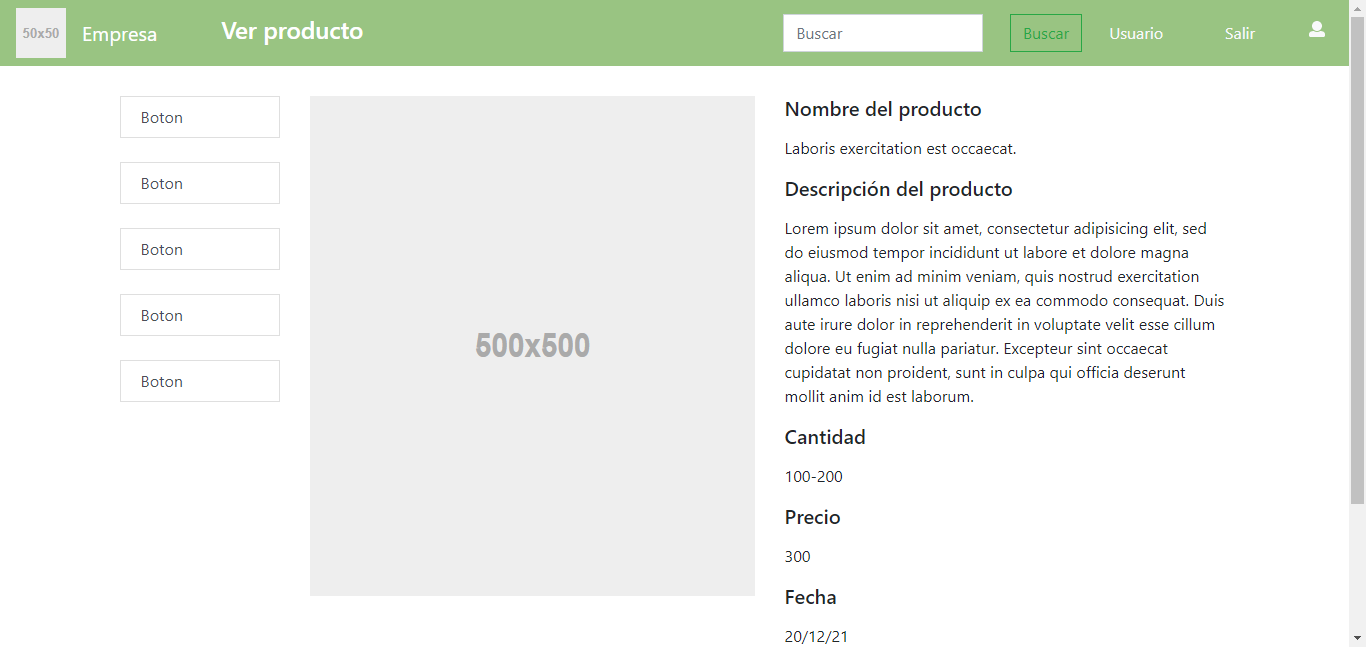 50x50
Empresa
Ver producto
Buscar
Buscar
Usuario
Salir
Boton
Boton
Boton
Boton
Boton
500x500
Nombre del producto
Laboris exercitation est occaecat.
Descripción del producto
Lorem ipsum dolor sit amet, consectetur adipisicing elit, sed
do eiusmod tempor incididunt ut labore et dolore magna
aliqua. Ut enim ad minim veniam, quis nostrud exercitation
ullamco laboris nisi ut aliquip ex ea commodo consequat. Duis
aute irure dolor in reprehenderit in voluptate velit esse cillum
dolore eu fugiat nulla pariatur. Excepteur sint occaecat
cupidatat non proident, sunt in culpa qui officia deserunt
mollit anim id est laborum.
Cantidad
100-200
Precio
300
Fecha
20/12/21